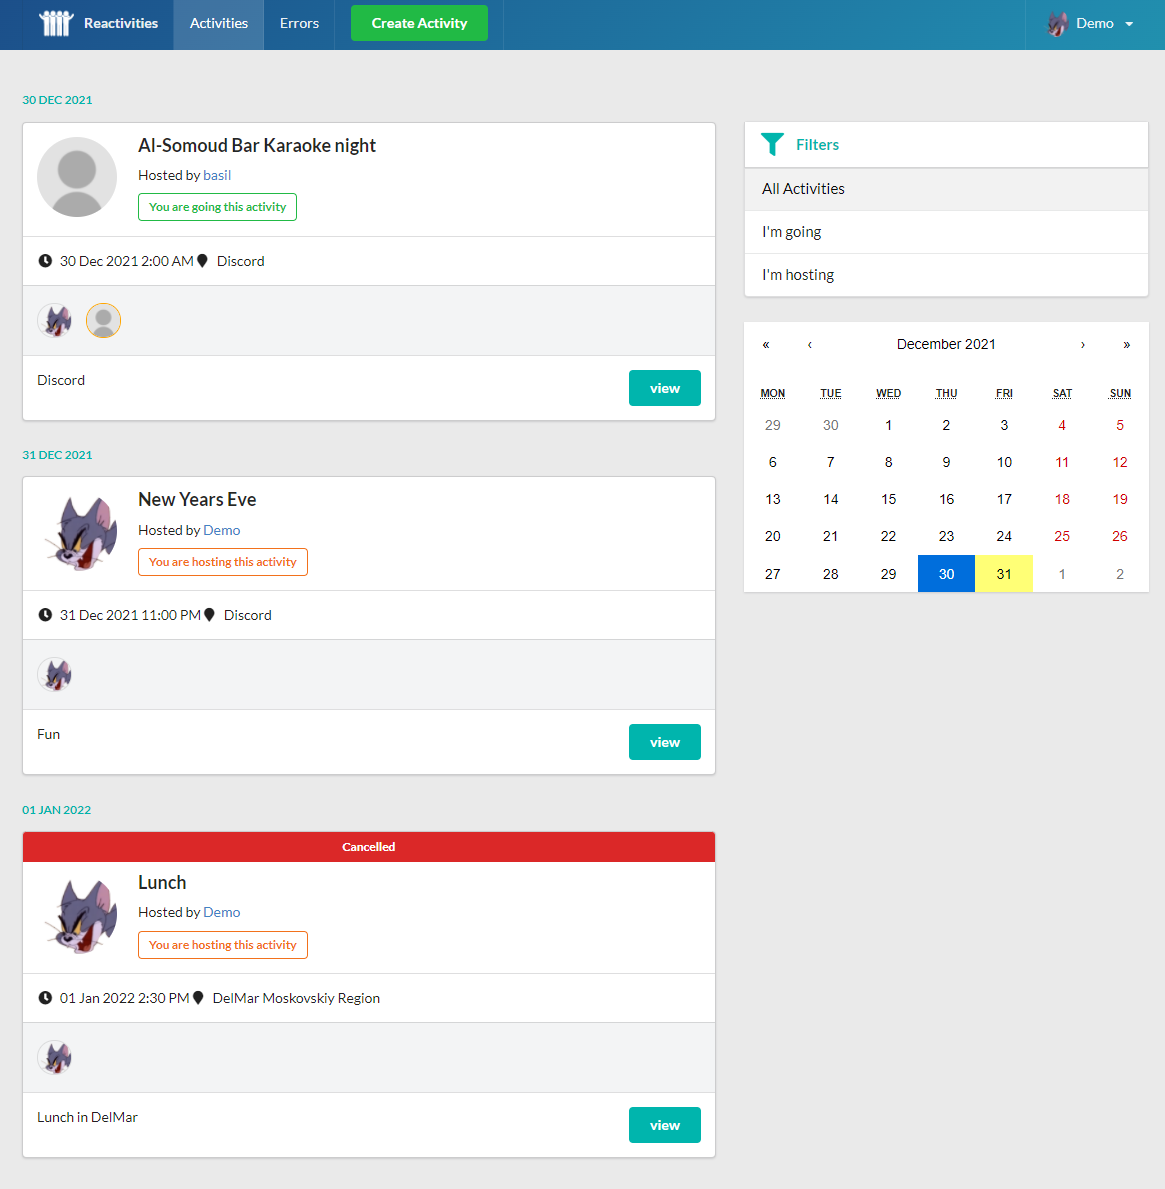 Reactivities Activities Errors Create Activity Demo
30 DEC 2021
Al-Somoud Bar Karaoke night
Hosted by basil
You are going this activity
30 Dec 2021 2:00 AM Discord
Discord
view
31 DEC 2021
New Years Eve
Hosted by Demo
You are hosting this activity
31 Dec 2021 11:00 PM Discord
Fun
view
01 JAN 2022
Cancelled
Lunch
Hosted by Demo
You are hosting this activity
01 Jan 2022 2:30 PM DelMar Moskovskiy Region
Lunch in DelMar
view
Filters
All Activities
I'm going
I'm hosting
« ‹ December 2021 › »
MON TUE WED THU FRI SAT SUN
29 30 1 2 3 4 5
6 7 8 9 10 11 12
13 14 15 16 17 18 19
20 21 22 23 24 25 26
27 28 29 30 31 1 2